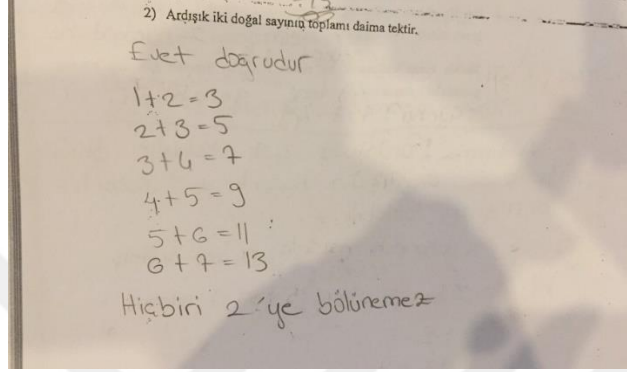 2) Ardışık iki doğal sayının toplamı daima tektir.
Evet doğrudur
1+2=3
2+3=5
3+4=7
4+5=9
5+6=11
6+7=13
Hiçbiri 2'ye bölünemez